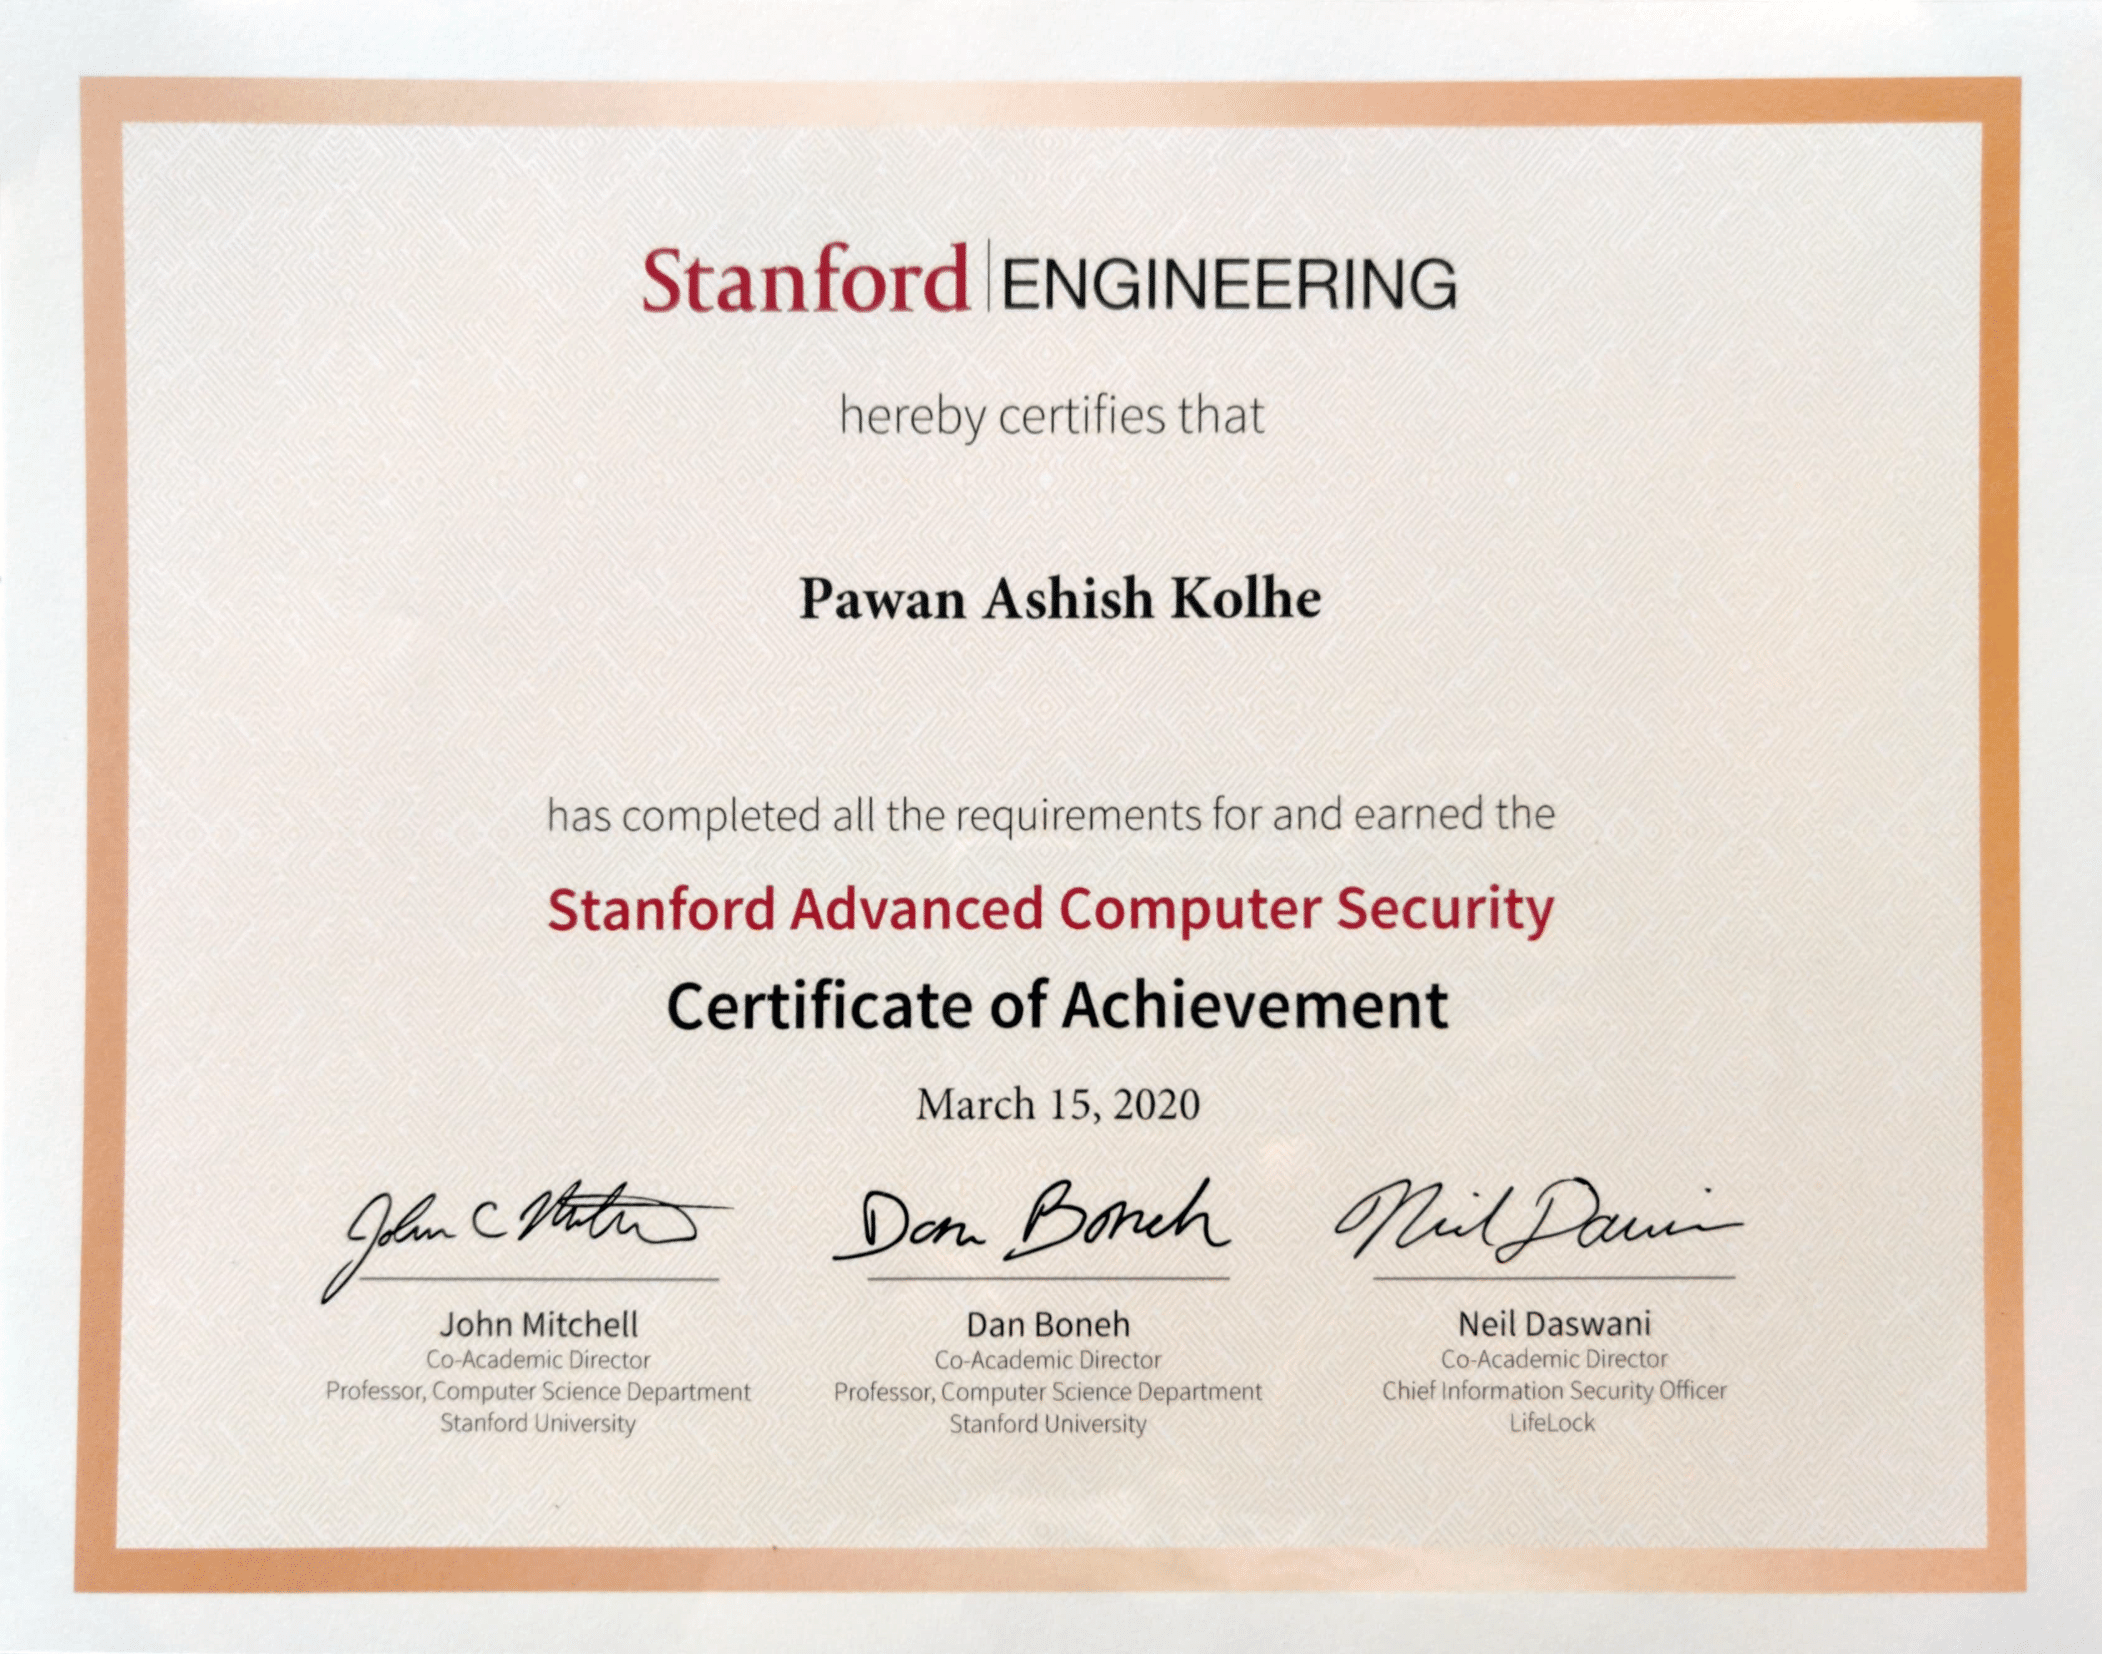 Stanford | ENGINEERING
hereby certifies that
Pawan Ashish Kolhe
has completed all the requirements for and earned the
Stanford Advanced Computer Security
Certificate of Achievement
March 15, 2020
John C Mitchell Dan Boneh Neil Daswani
John Mitchell Dan Boneh Neil Daswani
Co-Academic Director Co-Academic Director Co-Academic Director
Professor, Computer Science Department Professor, Computer Science Department Chief Information Security Officer
Stanford University Stanford University LifeLock